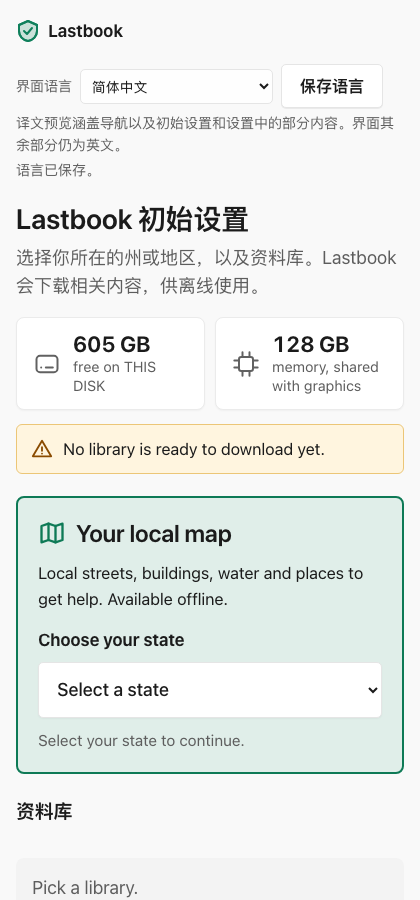 Lastbook
界面语言
简体中文
保存语言
译文预览涵盖导航以及初始设置和设置中的部分内容。界面其
余部分仍为英文。
语言已保存。
Lastbook 初始设置
选择你所在的州或地区，以及资料库。Lastbook
会下载相关内容，供离线使用。
605 GB
free on THIS
DISK
128 GB
memory, shared
with graphics
No library is ready to download yet.
Your local map
Local streets, buildings, water and places to
get help. Available offline.
Choose your state
Select a state
Select your state to continue.
资料库
Pick a library.